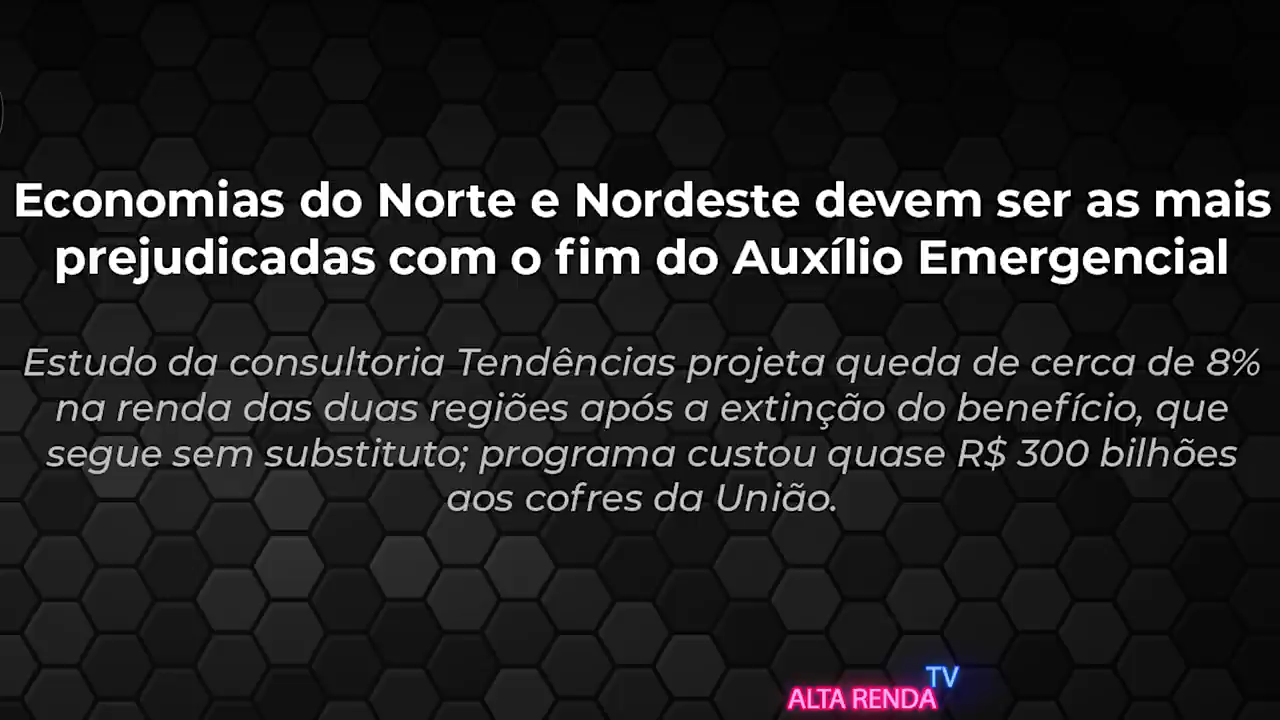 Economias do Norte e Nordeste devem ser as mais
prejudicadas com o fim do Auxílio Emergencial
Estudo da consultoria Tendências projeta queda de cerca de 8%
na renda das duas regiões após a extinção do benefício, que
segue sem substituto; programa custou quase R$ 300 bilhões
aos cofres da União.
TV
ALTA RENDA